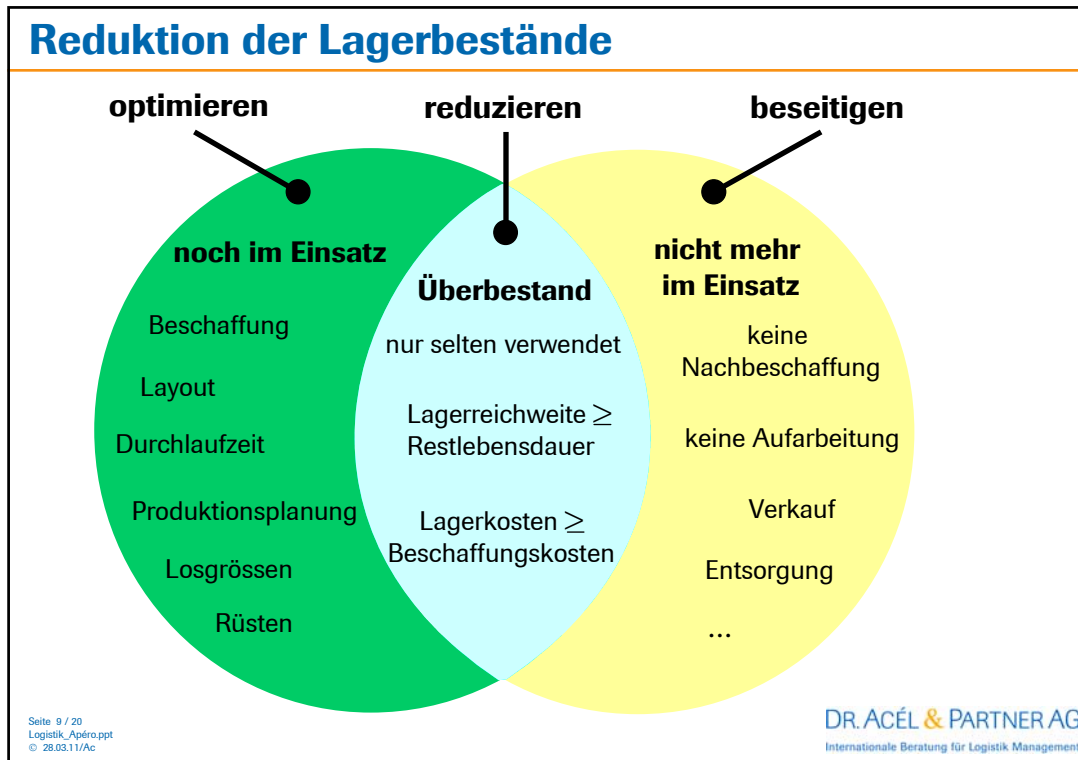 Reduktion der Lagerbestände
optimieren
reduzieren
beseitigen
noch im Einsatz
Beschaffung
Layout
Durchlaufzeit
Produktionsplanung
Losgrössen
Rüsten
Überbestand
nur selten verwendet
Lagerreichweite ≥
Restlebensdauer
Lagerkosten ≥
Beschaffungskosten
nicht mehr
im Einsatz
keine
Nachbeschaffung
keine Aufarbeitung
Verkauf
Entsorgung
...
Seite 9 / 20
Logistik_Apéro.ppt
© 28.03.11/Ac
DR. ACÉL & PARTNER AG
Internationale Beratung für Logistik Management